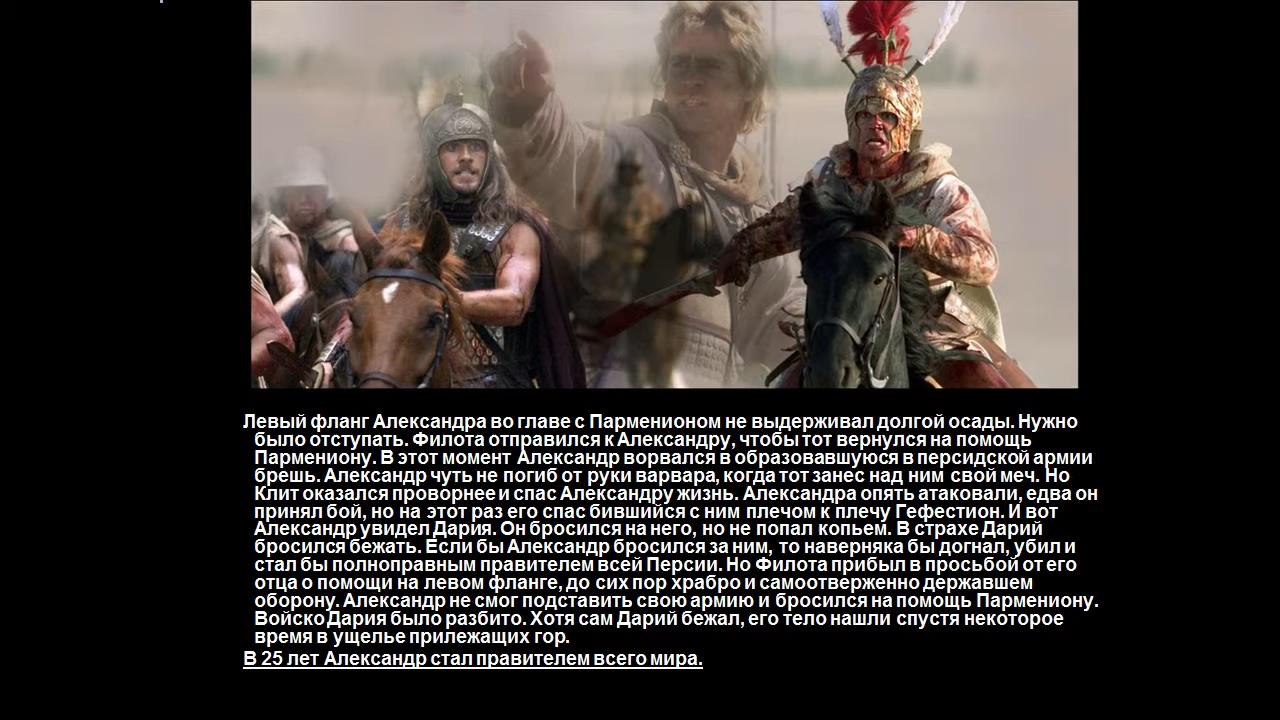 Левый фланг Александра во главе с Парменионом не выдерживал долгой осады. Нужно
было отступать. Филота отправился к Александру, чтобы тот вернулся на помощь
Пармениону. В этот момент Александр ворвался в образовавшуюся в персидской армии
брешь. Александр чуть не погиб от руки варвара, когда тот занес над ним свой меч. Но
Клит оказался проворнее и спас Александру жизнь. Александра опять атаковали, едва он
принял бой, но на этот раз его спас бившийся с ним плечом к плечу Гефестион. И вот
Александр увидел Дария. Он бросился на него, но не попал копьем. В страхе Дарий
бросился бежать. Если бы Александр бросился за ним, то наверняка бы догнал, убил и
стал бы полноправным правителем всей Персии. Но Филота прибыл в просьбой от его
отца о помощи на левом фланге, до сих пор храбро и самоотверженно державшем
оборону. Александр не смог подставить свою армию и бросился на помощь Пармениону.
Войско Дария было разбито. Хотя сам Дарий бежал, его тело нашли спустя некоторое
время в ущелье прилежащих гор.
В 25 лет Александр стал правителем всего мира.